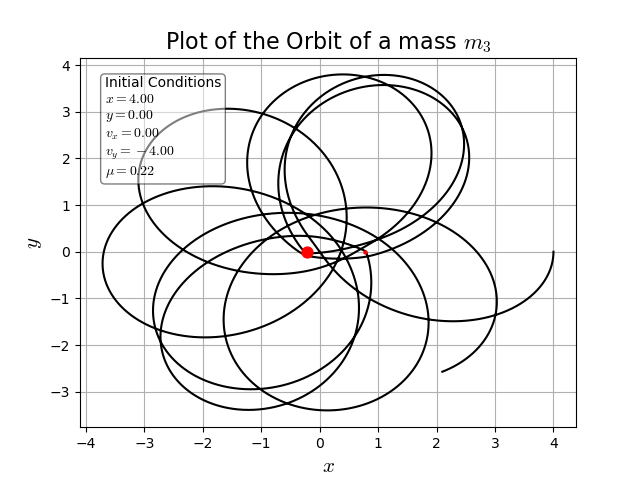 Plot of the Orbit of a mass m₃
Initial Conditions
x = 4.00
y = 0.00
vₓ = 0.00
v_y = −4.00
μ = 0.22
y
4
3
2
1
0
−1
−2
−3
−4 −3 −2 −1 0 1 2 3 4
x